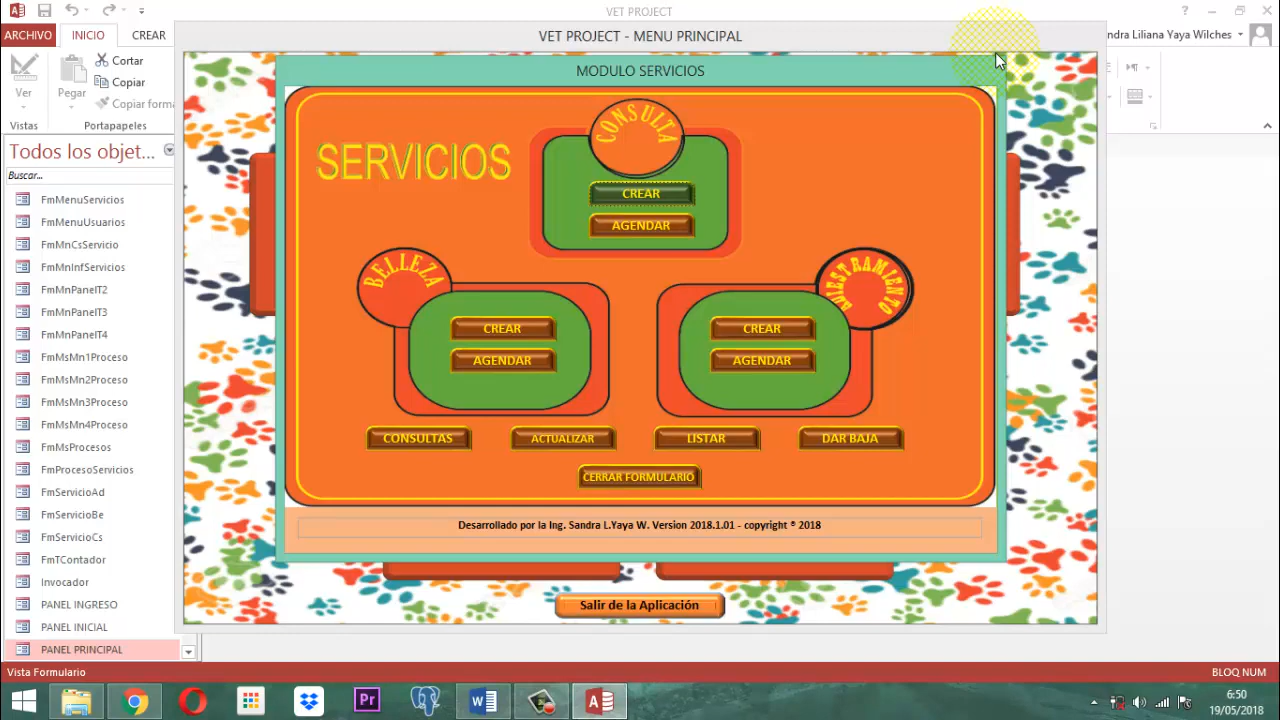 VET PROJECT
ARCHIVO
INICIO
CREAR
ndra Liliana Yaya Wilches
VET PROJECT - MENU PRINCIPAL
Ver
Pegar
Cortar
Copiar
Copiar forma
Vistas
Portapapeles
Todos los objet...
Buscar...
FmMenuServicios
FmMenuUsuarios
FmMnCsServicio
FmMnInfServicios
FmMnPanelT2
FmMnPanelT3
FmMnPanelT4
FmMsMn1Proceso
FmMsMn2Proceso
FmMsMn3Proceso
FmMsMn4Proceso
FmMsProcesos
FmProcesoServicios
FmServicioAd
FmServicioBe
FmServicioCs
FmTContador
Invocador
PANEL INGRESO
PANEL INICIAL
PANEL PRINCIPAL
MODULO SERVICIOS
SERVICIOS
CONSULTA
CREAR
AGENDAR
BELLEZA
CREAR
AGENDAR
CREAR
AGENDAR
CONSULTAS
ACTUALIZAR
LISTAR
DAR BAJA
CERRAR FORMULARIO
Desarrollado por la Ing. Sandra L.Yaya W. Version 2018.1.01 - copyright ® 2018
Salir de la Aplicación
Vista Formulario
BLOQ NUM
6:50
19/05/2018